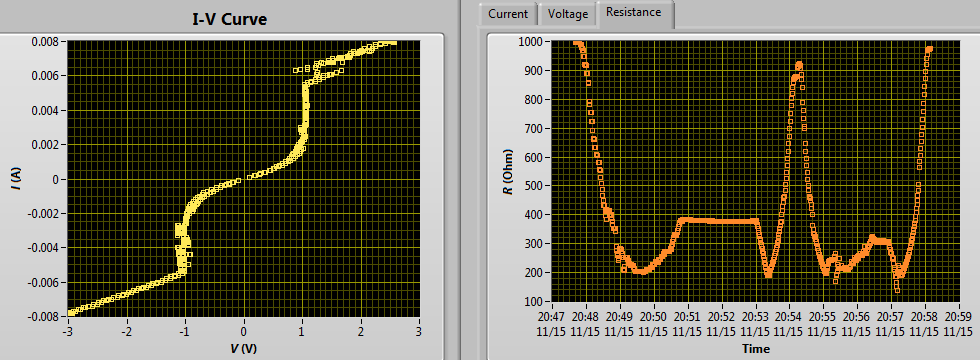 I-V Curve
0.008
0.006
0.004
0.002
0
-0.002
-0.004
-0.006
-0.008
I (A)
-3 -2 -1 0 1 2 3
V (V)
Current Voltage Resistance
1000
900
800
700
600
500
400
300
200
100
R (Ohm)
20:47 20:48 20:49 20:50 20:51 20:52 20:53 20:54 20:55 20:56 20:57 20:58 20:59
11/15 11/15 11/15 11/15 11/15 11/15 11/15 11/15 11/15 11/15 11/15 11/15 11/15
Time